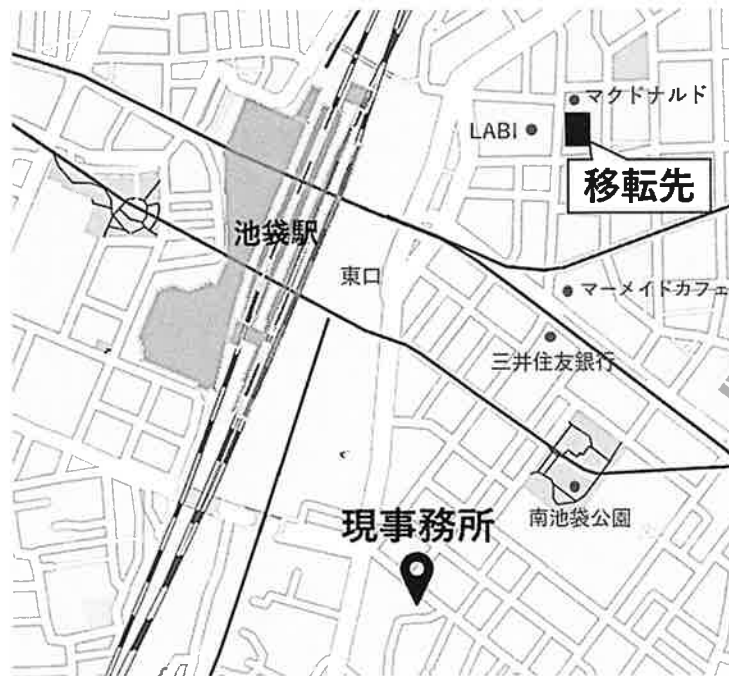 マクドナルド
LABI
移転先
池袋駅
東口
マーメイドカフェ
三井住友銀行
南池袋公園
現事務所